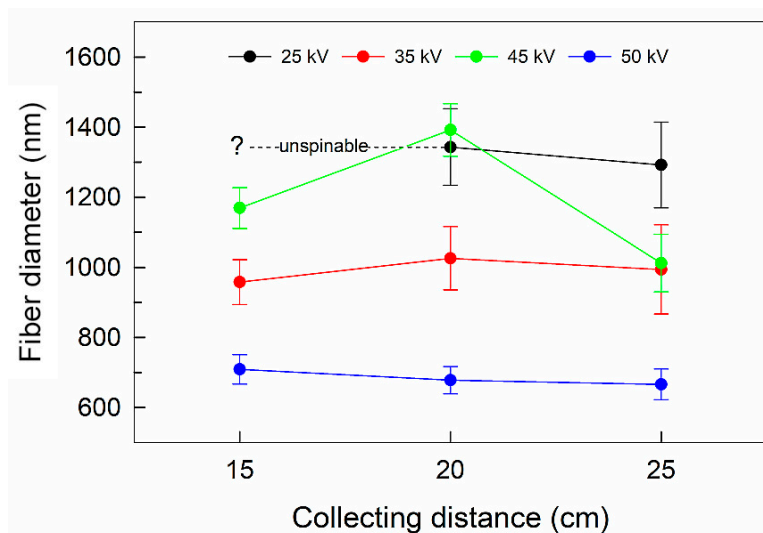 1600
1400
1200
1000
800
600
Fiber diameter (nm)
25 kV 35 kV 45 kV 50 kV
? unspinable
15 20 25
Collecting distance (cm)